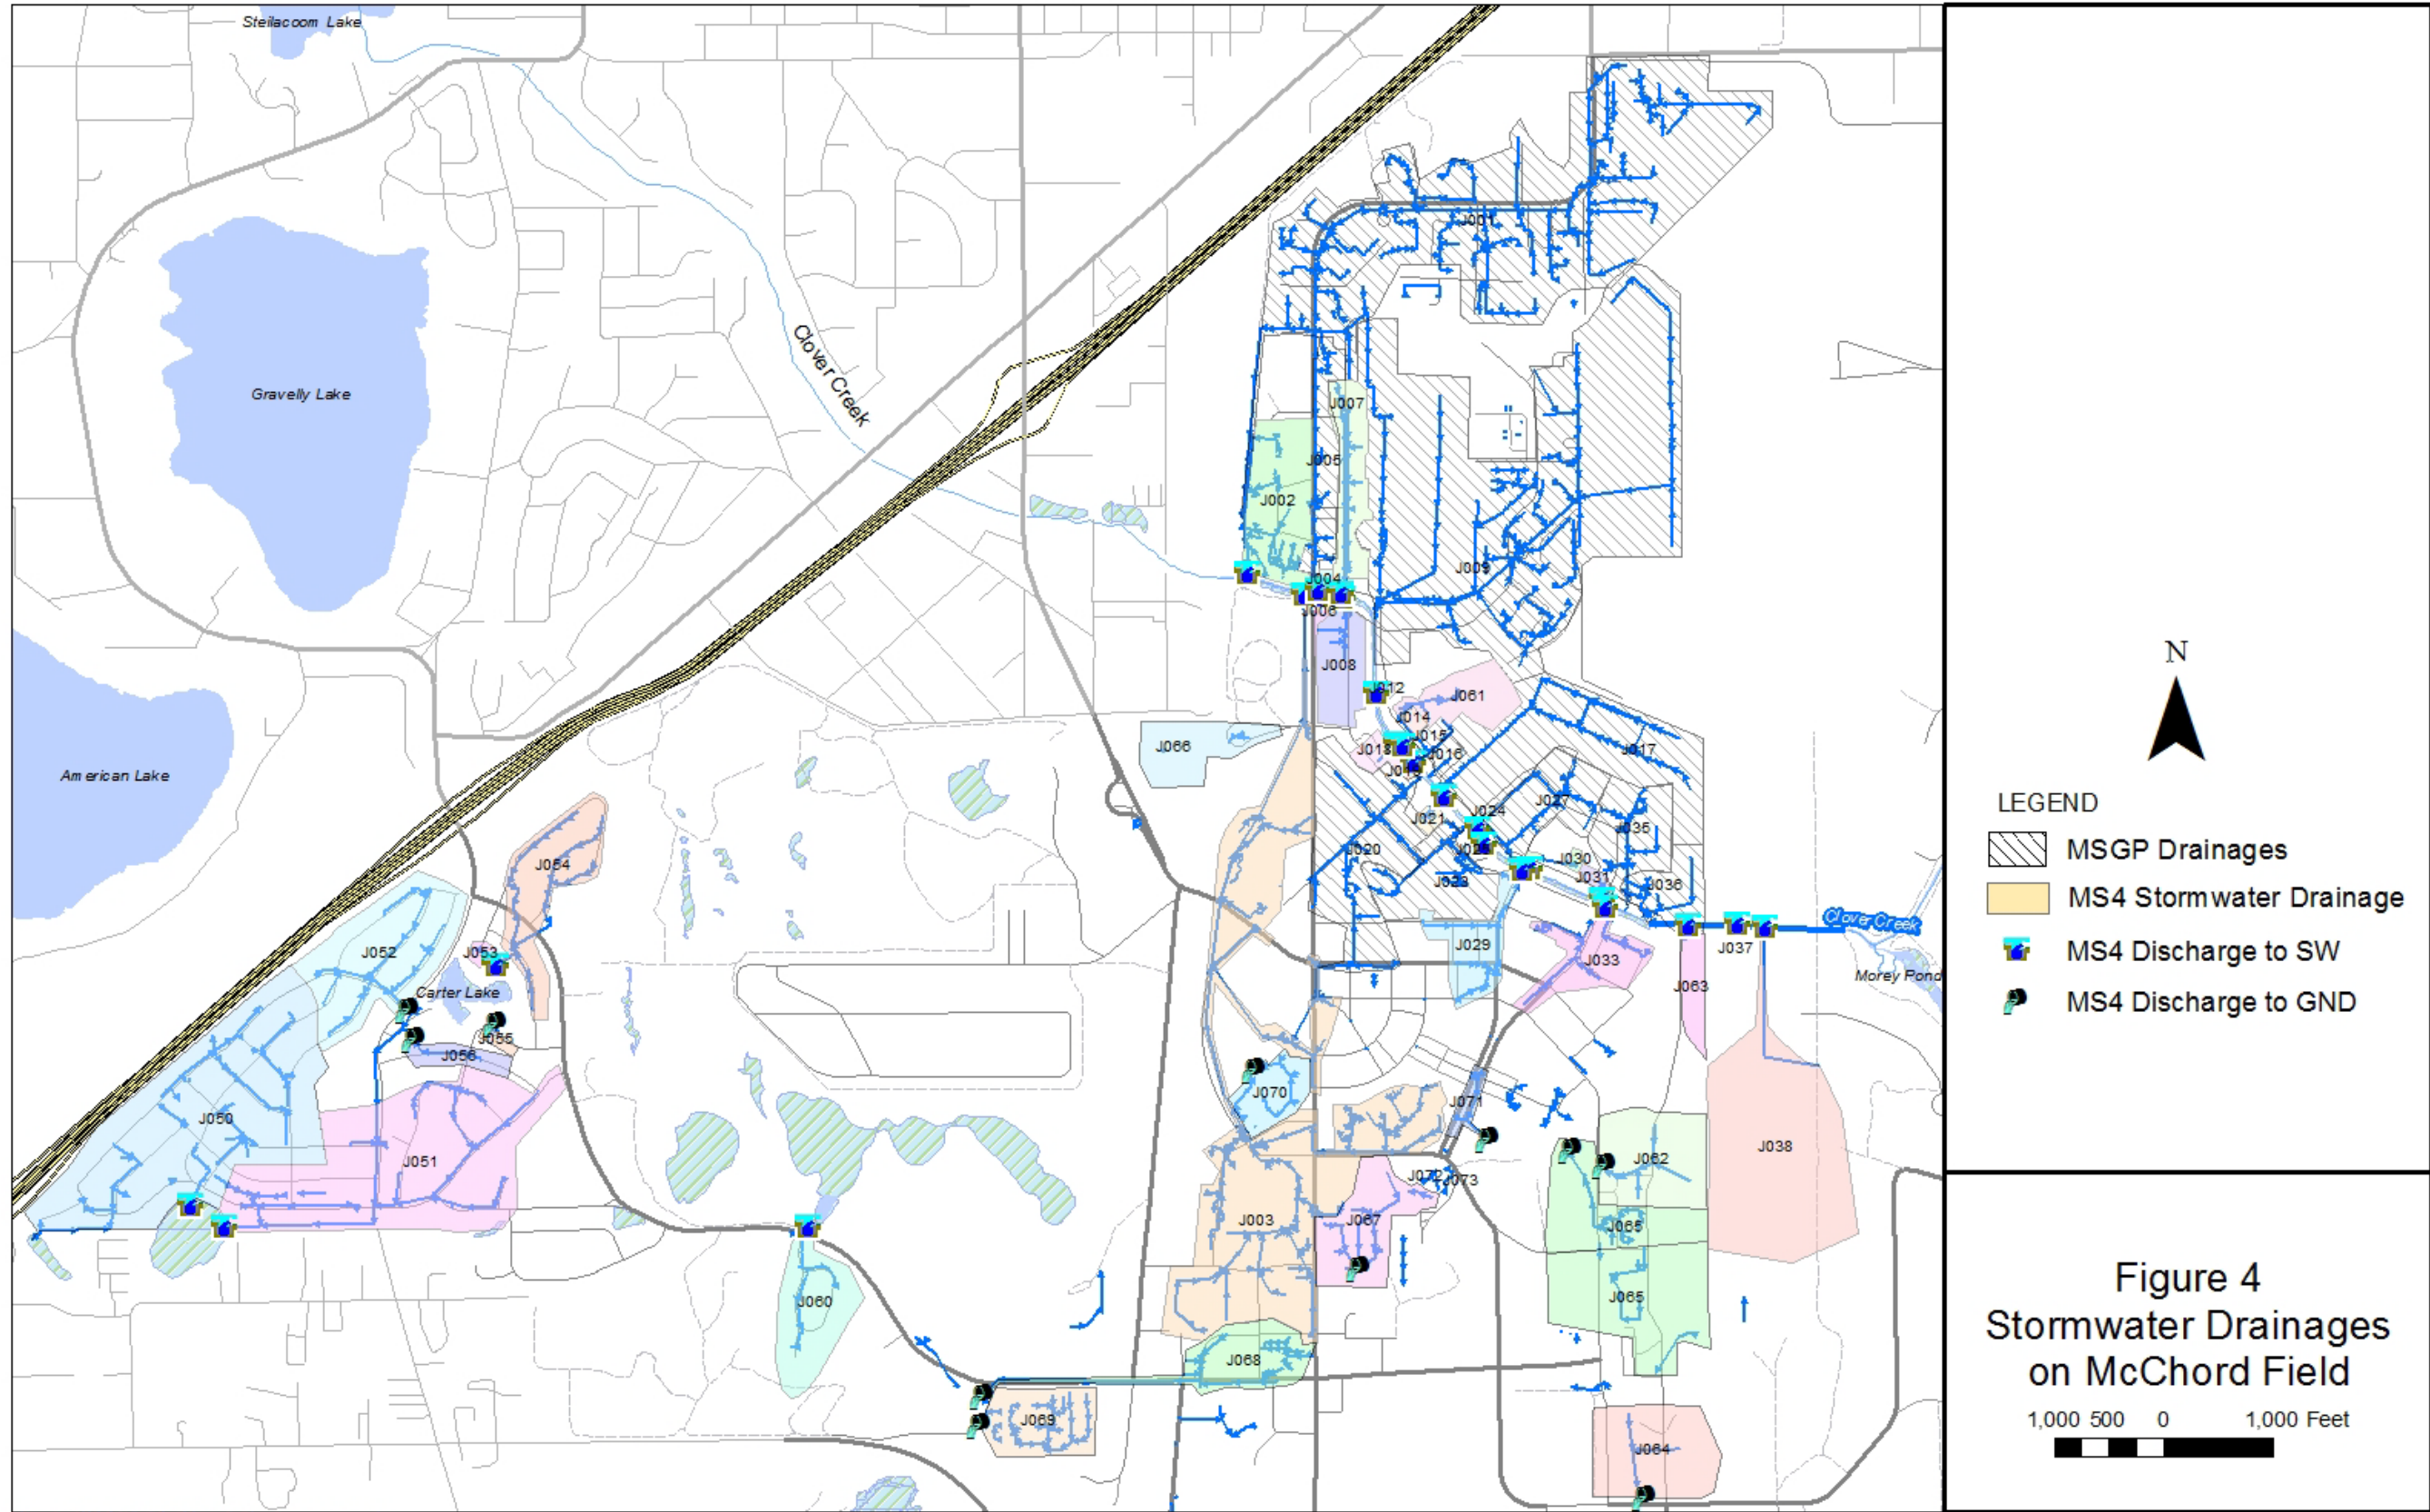 Steilacoom Lake
Clover Creek
Gravelly Lake
American Lake
Carter Lake
Clover Creek
Morey Pond
J001
J007
J005
J002
J009
J004
J006
J008
J012
J061
J014
J015
J016
J066
J017
J024
J027
J021
J035
J020
J030
J023
J031
J036
J054
J029
J037
J033
J052
J053
J063
J055
J056
J070
J071
J050
J051
J062
J038
J072
J073
J003
J067
J065
J065
J060
J068
J069
J064
N
LEGEND
MSGP Drainages
MS4 Stormwater Drainage
MS4 Discharge to SW
MS4 Discharge to GND
Figure 4
Stormwater Drainages
on McChord Field
1,000 500 0 1,000 Feet